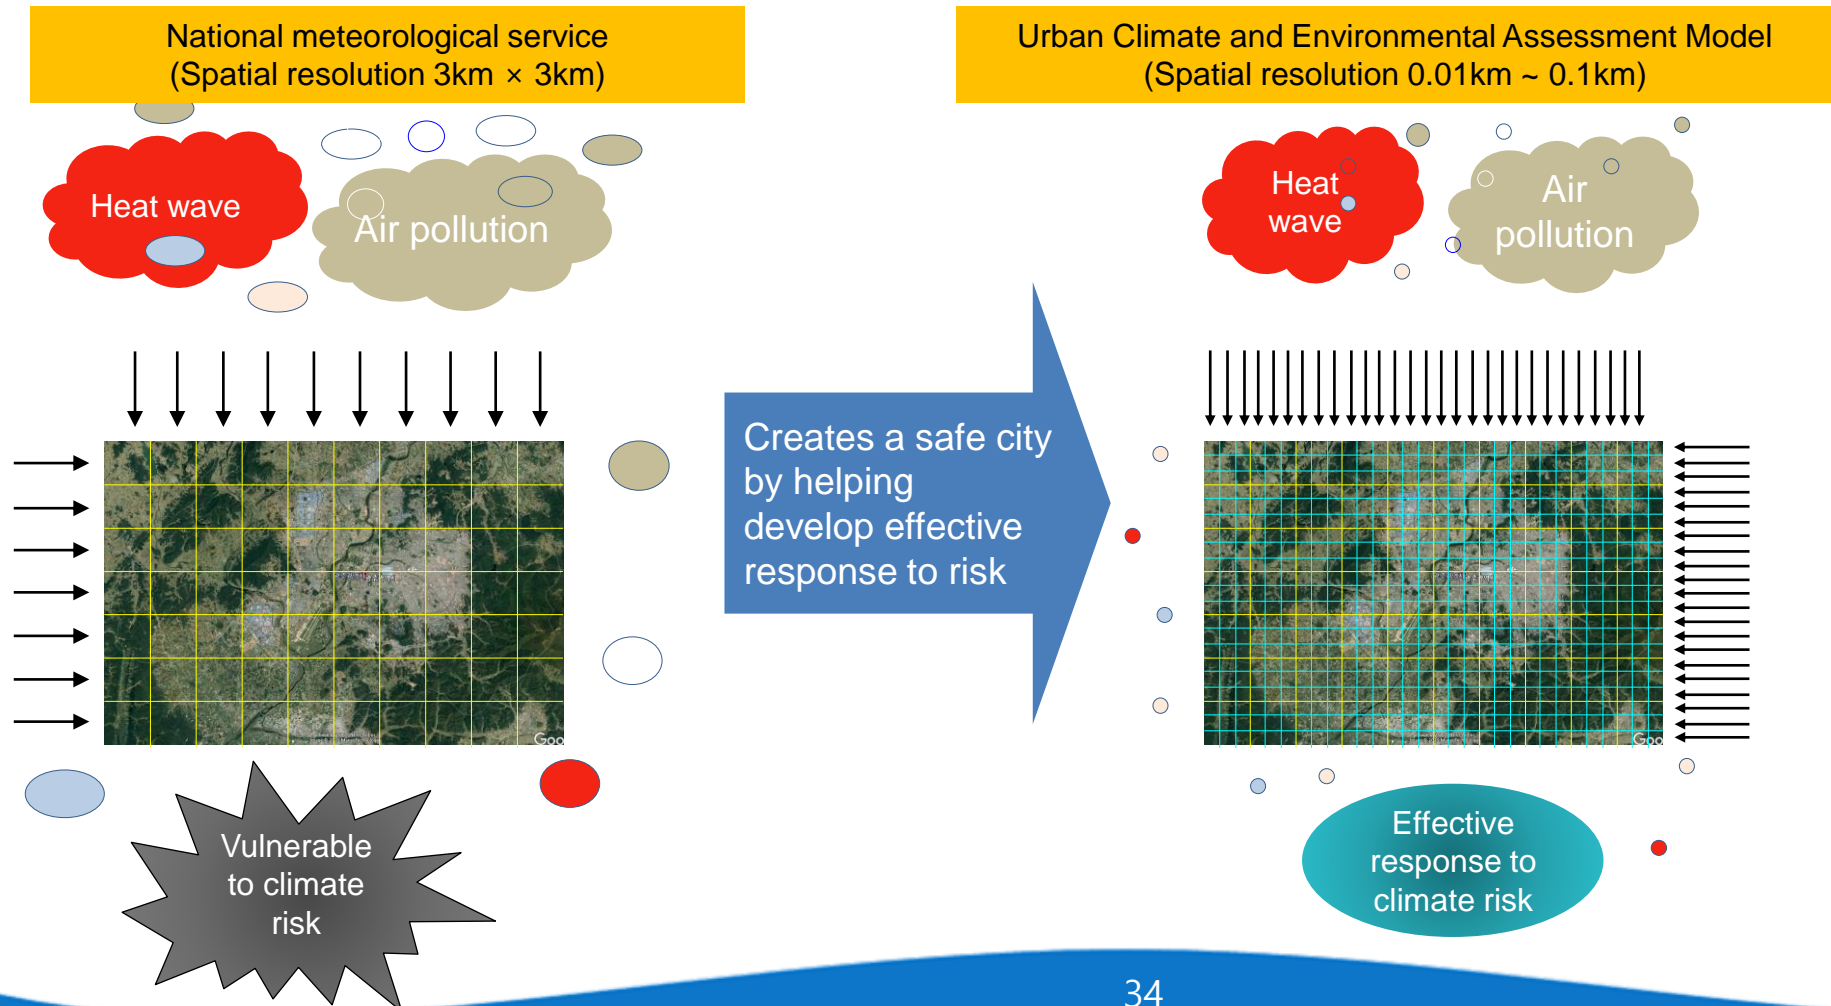 National meteorological service
(Spatial resolution 3km × 3km)
Urban Climate and Environmental Assessment Model
(Spatial resolution 0.01km ~ 0.1km)
Heat wave
Air pollution
Heat
wave
Air
pollution
Creates a safe city
by helping
develop effective
response to risk
Goo
Goo
Vulnerable
to climate
risk
Effective
response to
climate risk
34